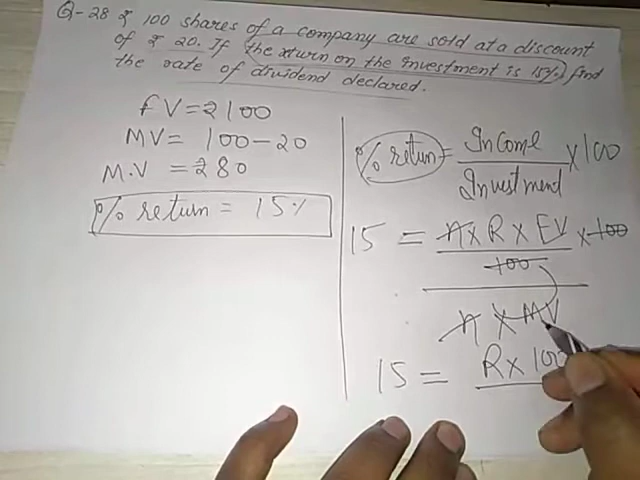 Q-28 ₹ 100 shares of a company are sold at a discount
of ₹ 20. If the return on the investment is 15%, find
the rate of dividend declared.
FV = ₹100
MV = 100 - 20
M.V = ₹80
% return = 15%
% return = Income / Investment × 100
15 = n × R × FV / 100 × 100
n × MV
15 = R × 100